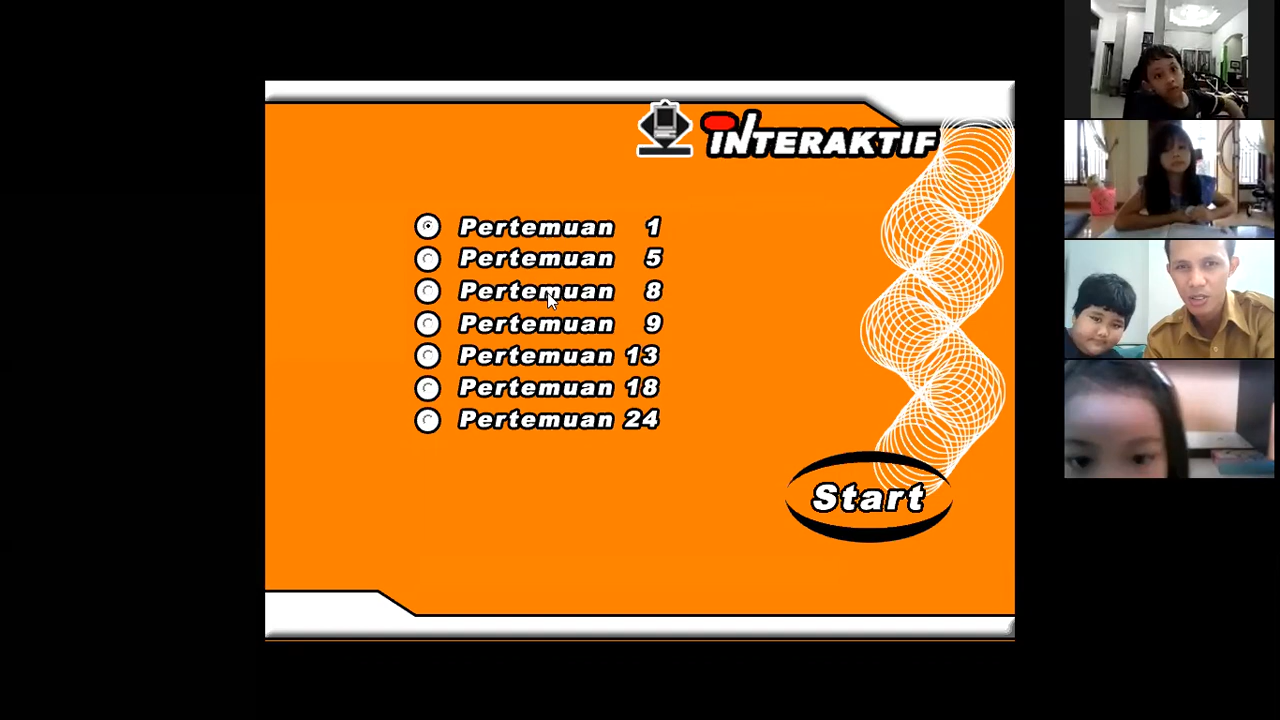 INTERAKTIF
Pertemuan 1
Pertemuan 5
Pertemuan 8
Pertemuan 9
Pertemuan 13
Pertemuan 18
Pertemuan 24
Start